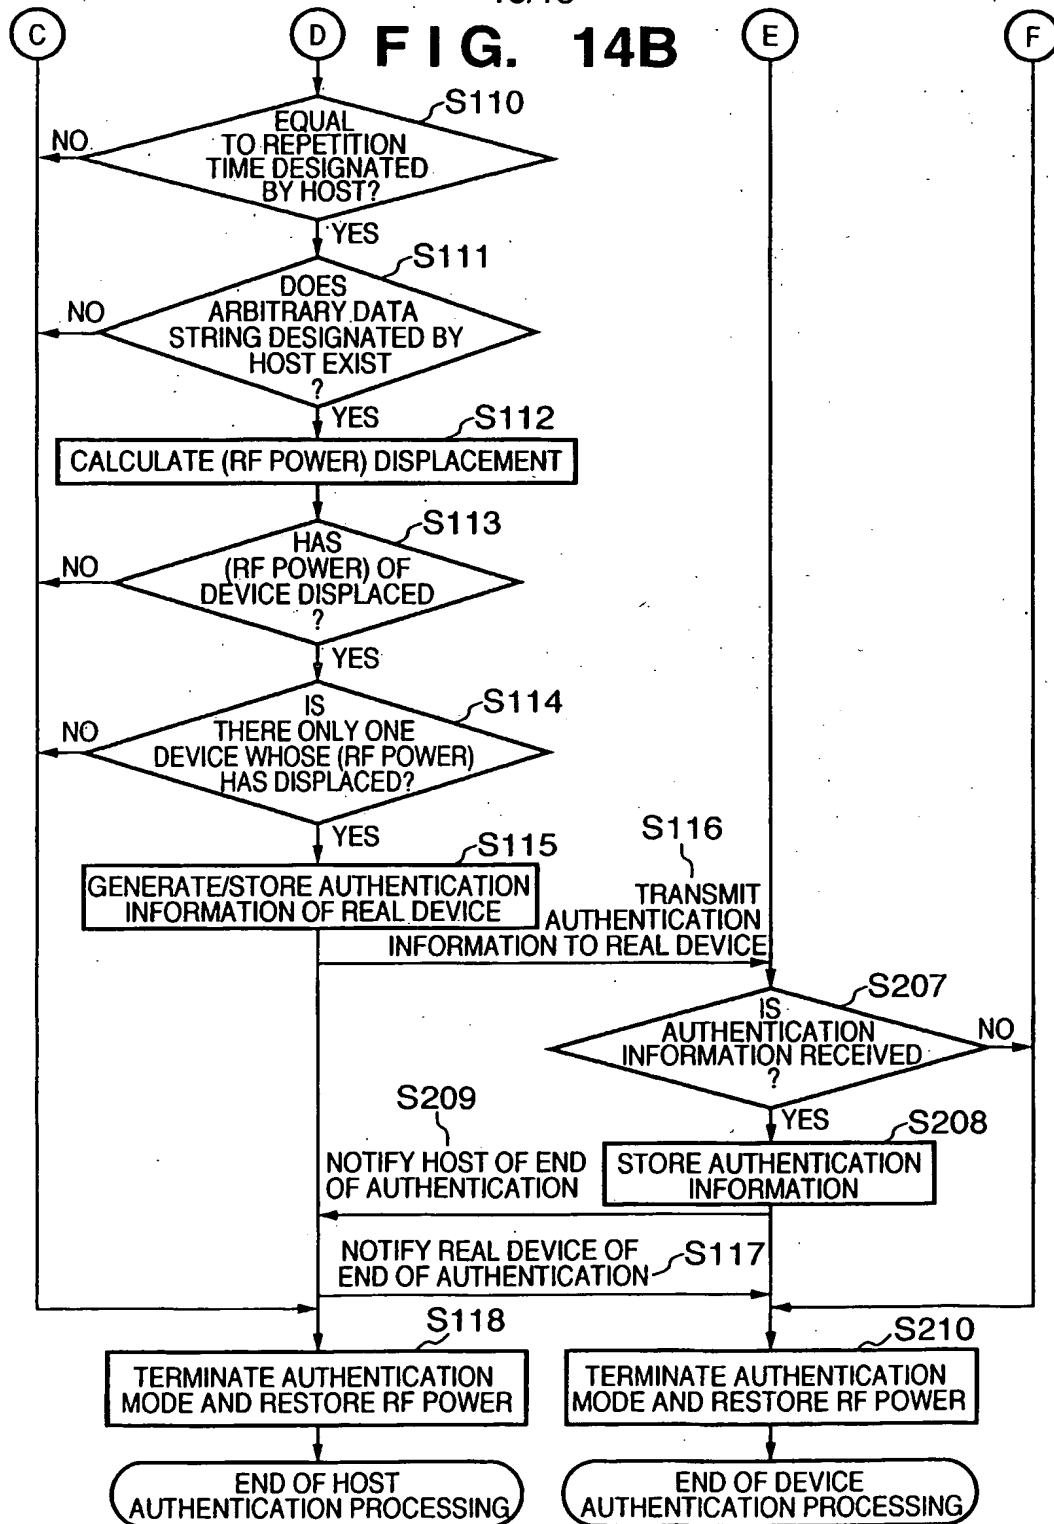 C
D
FIG. 14B
E
F
S110
EQUAL
TO REPETITION
TIME DESIGNATED
BY HOST?
NO
YES
S111
DOES
ARBITRARY DATA
STRING DESIGNATED BY
HOST EXIST
?
NO
YES
S112
CALCULATE (RF POWER) DISPLACEMENT
S113
HAS
(RF POWER) OF
DEVICE DISPLACED
?
NO
YES
S114
IS
THERE ONLY ONE
DEVICE WHOSE (RF POWER)
HAS DISPLACED?
NO
YES
S115
GENERATE/STORE AUTHENTICATION
INFORMATION OF REAL DEVICE
S116
TRANSMIT
AUTHENTICATION
INFORMATION TO REAL DEVICE
S207
IS
AUTHENTICATION
INFORMATION RECEIVED
?
NO
YES
S208
STORE AUTHENTICATION
INFORMATION
S209
NOTIFY HOST OF END
OF AUTHENTICATION
NOTIFY REAL DEVICE OF
END OF AUTHENTICATION
S117
S118
TERMINATE AUTHENTICATION
MODE AND RESTORE RF POWER
S210
TERMINATE AUTHENTICATION
MODE AND RESTORE RF POWER
END OF HOST
AUTHENTICATION PROCESSING
END OF DEVICE
AUTHENTICATION PROCESSING